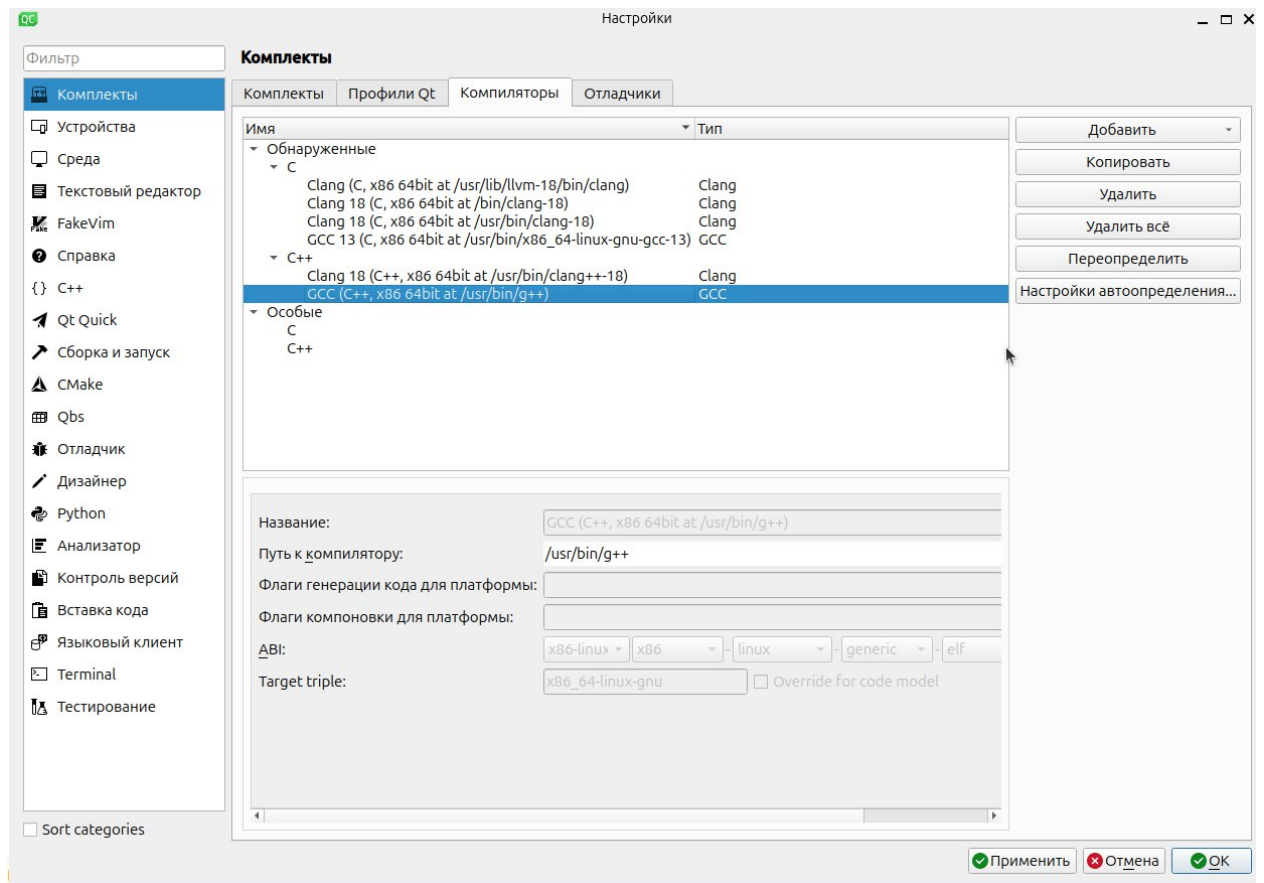 QC
Настройки
Фильтр
Комплекты
Устройства
Среда
Текстовый редактор
FakeVim
Справка
C++
Qt Quick
Сборка и запуск
CMake
Qbs
Отладчик
Дизайнер
Python
Анализатор
Контроль версий
Вставка кода
Языковый клиент
Terminal
Тестирование
Sort categories
Комплекты
Комплекты Профили Qt Компиляторы Отладчики
Имя Тип
Обнаруженные
C
Clang (C, x86 64bit at /usr/lib/llvm-18/bin/clang) Clang
Clang 18 (C, x86 64bit at /bin/clang-18) Clang
Clang 18 (C, x86 64bit at /usr/bin/clang-18) Clang
GCC 13 (C, x86 64bit at /usr/bin/x86_64-linux-gnu-gcc-13) GCC
C++
Clang 18 (C++, x86 64bit at /usr/bin/clang++-18) Clang
GCC (C++, x86 64bit at /usr/bin/g++) GCC
Особые
C
C++
Добавить
Копировать
Удалить
Удалить всё
Переопределить
Настройки автоопределения...
Название: GCC (C++, x86 64bit at /usr/bin/g++)
Путь к компилятору: /usr/bin/g++
Флаги генерации кода для платформы:
Флаги компоновки для платформы:
ABI: x86-linux x86 - linux - generic - elf
Target triple: x86_64-linux-gnu Override for code model
Применить Отмена OK